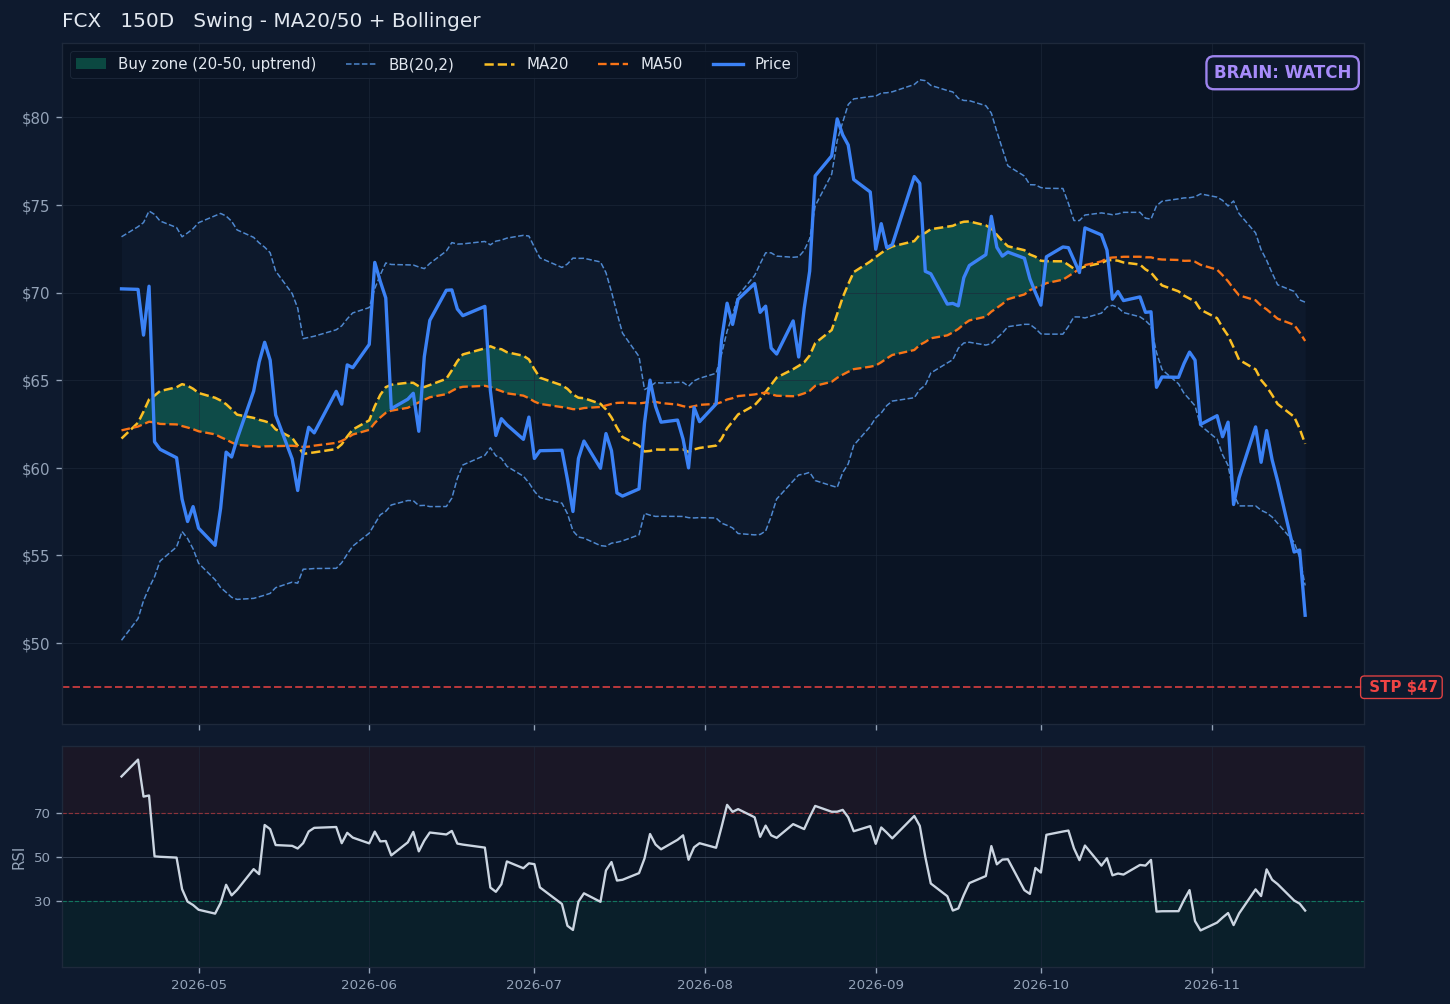 FCX 150D Swing - MA20/50 + Bollinger
Buy zone (20-50, uptrend) BB(20,2) MA20 MA50 Price
BRAIN: WATCH
$80
$75
$70
$65
$60
$55
$50
STP $47
70
50
30
RSI
2026-05 2026-06 2026-07 2026-08 2026-09 2026-10 2026-11